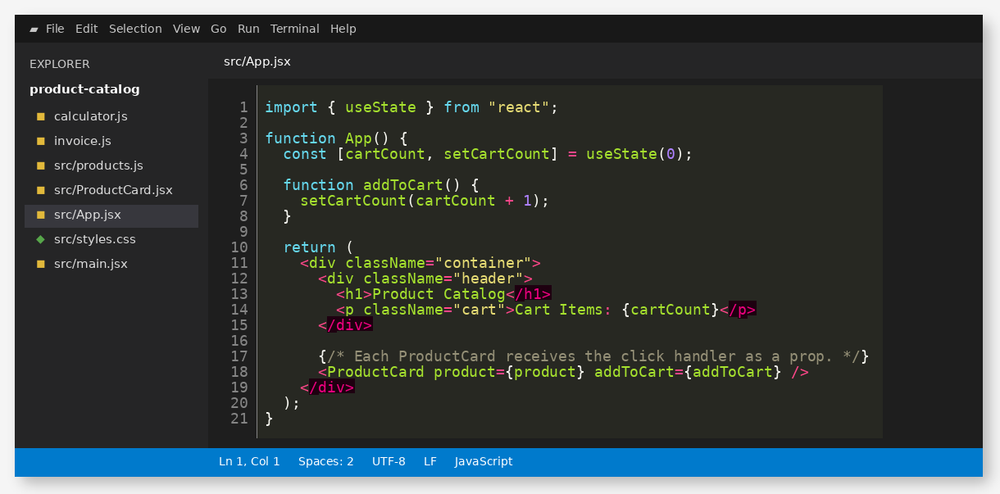 File Edit Selection View Go Run Terminal Help
EXPLORER
product-catalog
calculator.js
invoice.js
src/products.js
src/ProductCard.jsx
src/App.jsx
src/styles.css
src/main.jsx
src/App.jsx
1 import { useState } from "react";
2
3 function App() {
4   const [cartCount, setCartCount] = useState(0);
5
6   function addToCart() {
7     setCartCount(cartCount + 1);
8   }
9
10   return (
11     <div className="container">
12       <div className="header">
13         <h1>Product Catalog</h1>
14         <p className="cart">Cart Items: {cartCount}</p>
15       </div>
16
17       {/* Each ProductCard receives the click handler as a prop. */}
18       <ProductCard product={product} addToCart={addToCart} />
19     </div>
20   );
21 }
Ln 1, Col 1 Spaces: 2 UTF-8 LF JavaScript